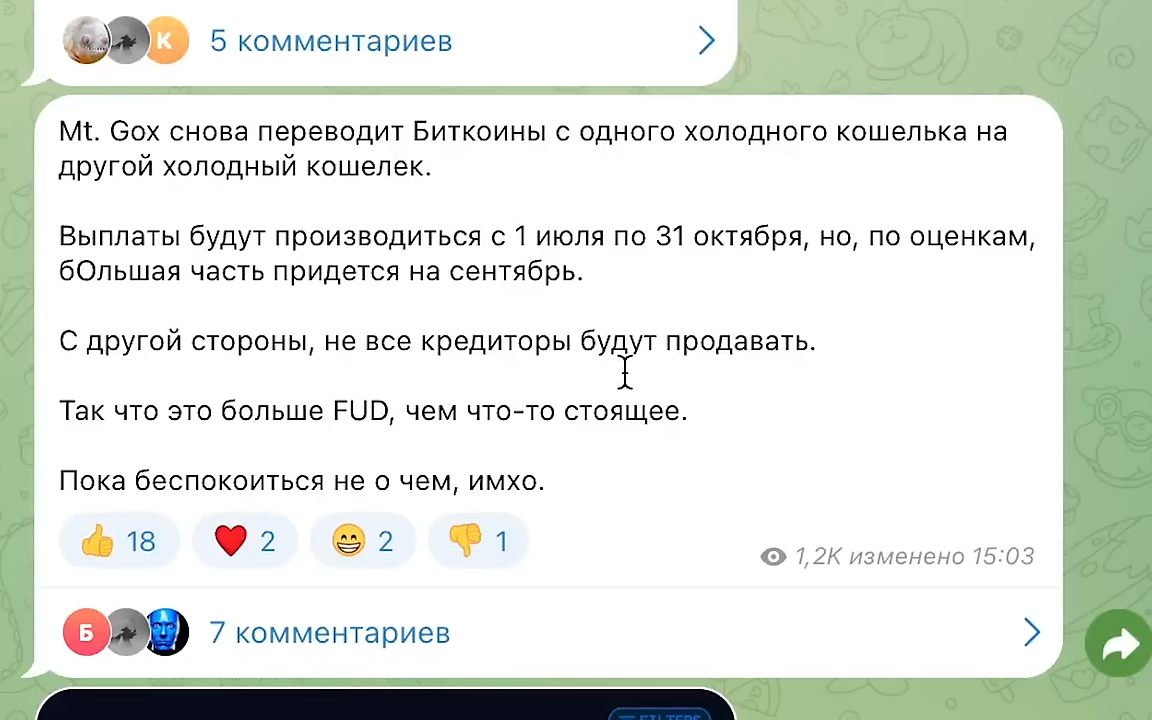 К
5 комментариев
Mt. Gox снова переводит Биткоины с одного холодного кошелька на
другой холодный кошелек.
Выплаты будут производиться с 1 июля по 31 октября, но, по оценкам,
бОльшая часть придется на сентябрь.
С другой стороны, не все кредиторы будут продавать.
Так что это больше FUD, чем что-то стоящее.
Пока беспокоиться не о чем, имхо.
18 2 2 1
1,2K изменено 15:03
Б
7 комментариев
FILTERS